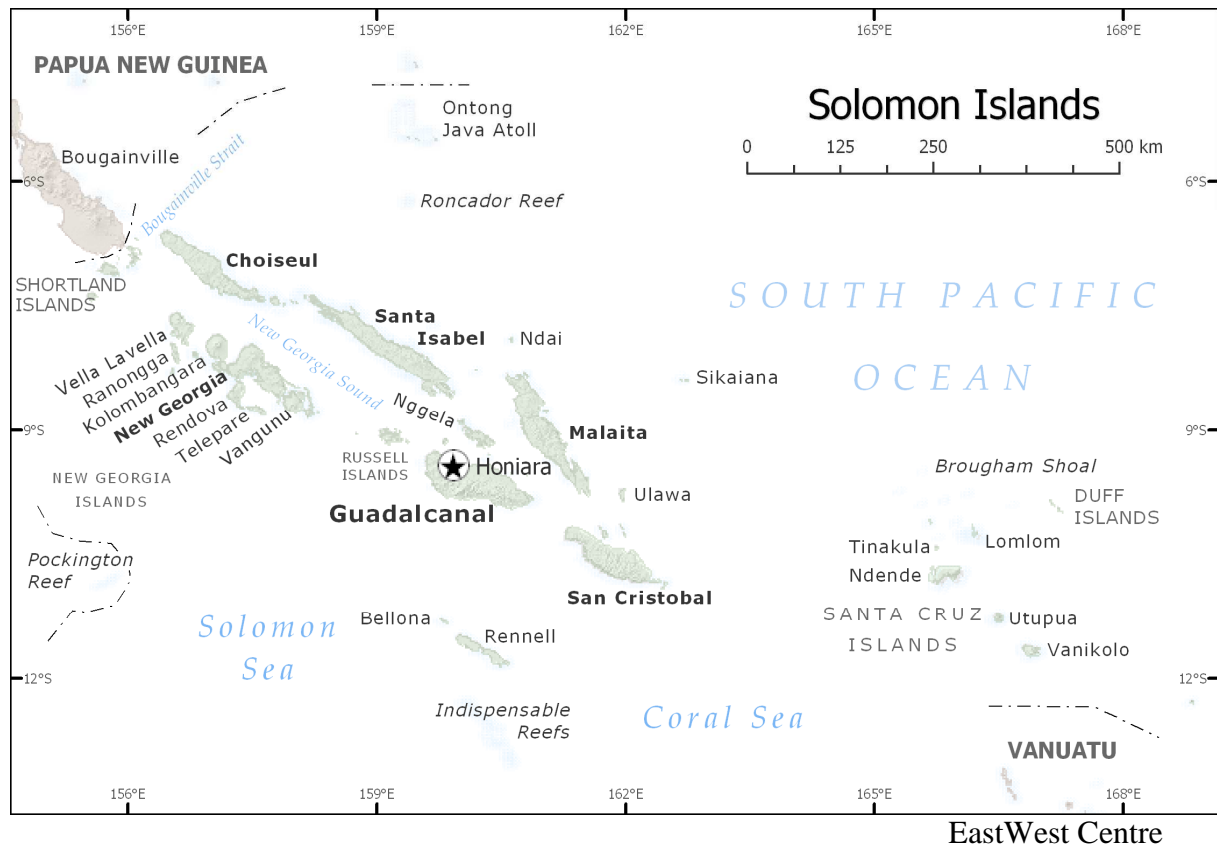 156°E
159°E
162°E
165°E
168°E
PAPUA NEW GUINEA
Solomon Islands
Ontong
Java Atoll
0 125 250 500 km
Bougainville
Bougainville Strait
6°S
6°S
Roncador Reef
Choiseul
SHORTLAND
ISLANDS
SOUTH PACIFIC
OCEAN
Santa
Isabel
Ndai
New Georgia Sound
Vella Lavella
Ranongga
Kolombangara
New Georgia
Rendova
Telepare
Vangunu
Sikaiana
Nggela
Malaita
9°S
9°S
RUSSELL
ISLANDS
Honiara
Brougham Shoal
NEW GEORGIA
ISLANDS
Ulawa
DUFF
ISLANDS
Guadalcanal
Lomlom
Tinakula
Ndende
Pockington
Reef
San Cristobal
SANTA CRUZ
ISLANDS
Utupua
Vanikolo
Bellona
Rennell
Solomon
Sea
12°S
12°S
Indispensable
Reefs
Coral Sea
VANUATU
156°E
159°E
162°E
165°E
168°E
EastWest Centre